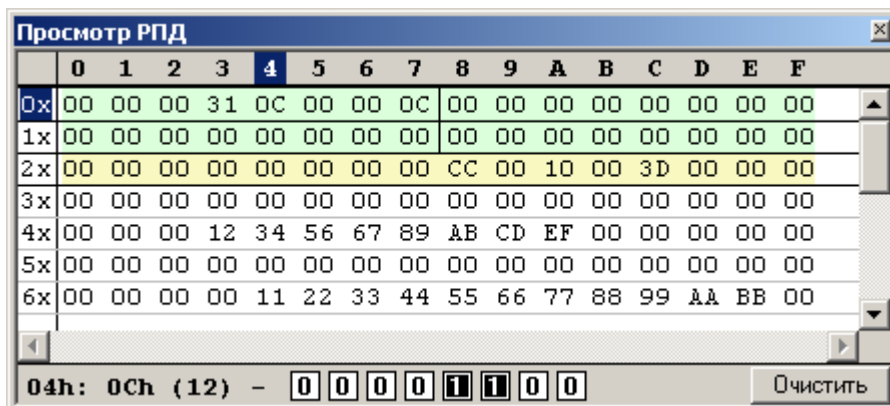 Просмотр РПД
0 1 2 3 4 5 6 7 8 9 A B C D E F
0x 00 00 00 31 0C 00 00 0C 00 00 00 00 00 00 00 00
1x 00 00 00 00 00 00 00 00 00 00 00 00 00 00 00 00
2x 00 00 00 00 00 00 00 00 CC 00 10 00 3D 00 00 00
3x 00 00 00 00 00 00 00 00 00 00 00 00 00 00 00 00
4x 00 00 00 12 34 56 67 89 AB CD EF 00 00 00 00 00
5x 00 00 00 00 00 00 00 00 00 00 00 00 00 00 00 00
6x 00 00 00 00 11 22 33 44 55 66 77 88 99 AA BB 00
04h: 0Ch (12) - 0 0 0 0 1 1 0 0 Очистить